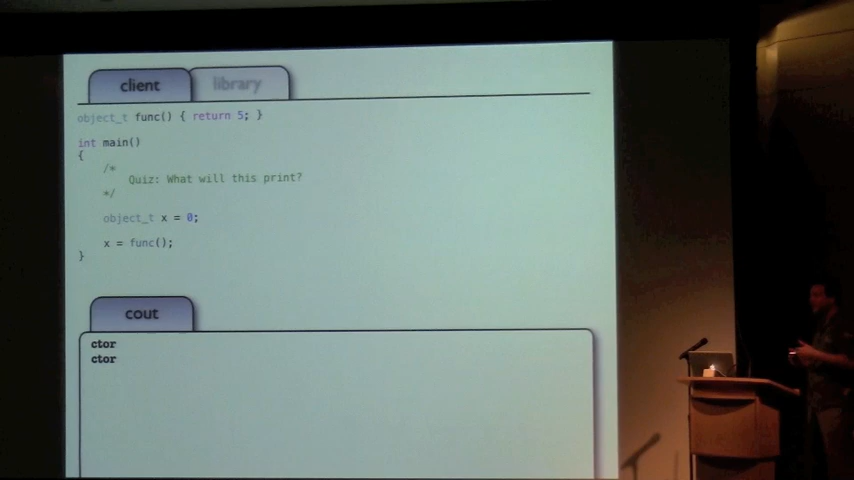 client library
object_t func() { return 5; }
int main()
{
/*
Quiz: What will this print?
*/
object_t x = 0;
x = func();
}
cout
ctor
ctor